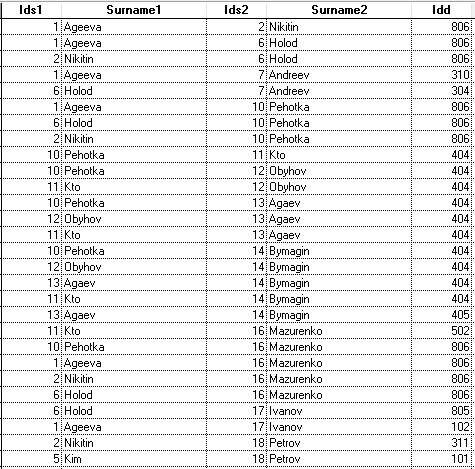 Ids1 Surname1 Ids2 Surname2 Idd
1 Ageeva 2 Nikitin 806
1 Ageeva 6 Holod 806
2 Nikitin 6 Holod 806
1 Ageeva 7 Andreev 310
6 Holod 7 Andreev 304
1 Ageeva 10 Pehotka 806
6 Holod 10 Pehotka 806
2 Nikitin 10 Pehotka 806
10 Pehotka 11 Kto 404
10 Pehotka 12 Obyhov 404
11 Kto 12 Obyhov 404
10 Pehotka 13 Agaev 404
12 Obyhov 13 Agaev 404
11 Kto 13 Agaev 404
10 Pehotka 14 Bymagin 404
12 Obyhov 14 Bymagin 404
13 Agaev 14 Bymagin 404
11 Kto 14 Bymagin 404
13 Agaev 14 Bymagin 405
11 Kto 16 Mazurenko 502
10 Pehotka 16 Mazurenko 806
1 Ageeva 16 Mazurenko 806
2 Nikitin 16 Mazurenko 806
6 Holod 16 Mazurenko 806
6 Holod 17 Ivanov 805
1 Ageeva 17 Ivanov 102
2 Nikitin 18 Petrov 311
5 Kim 18 Petrov 101